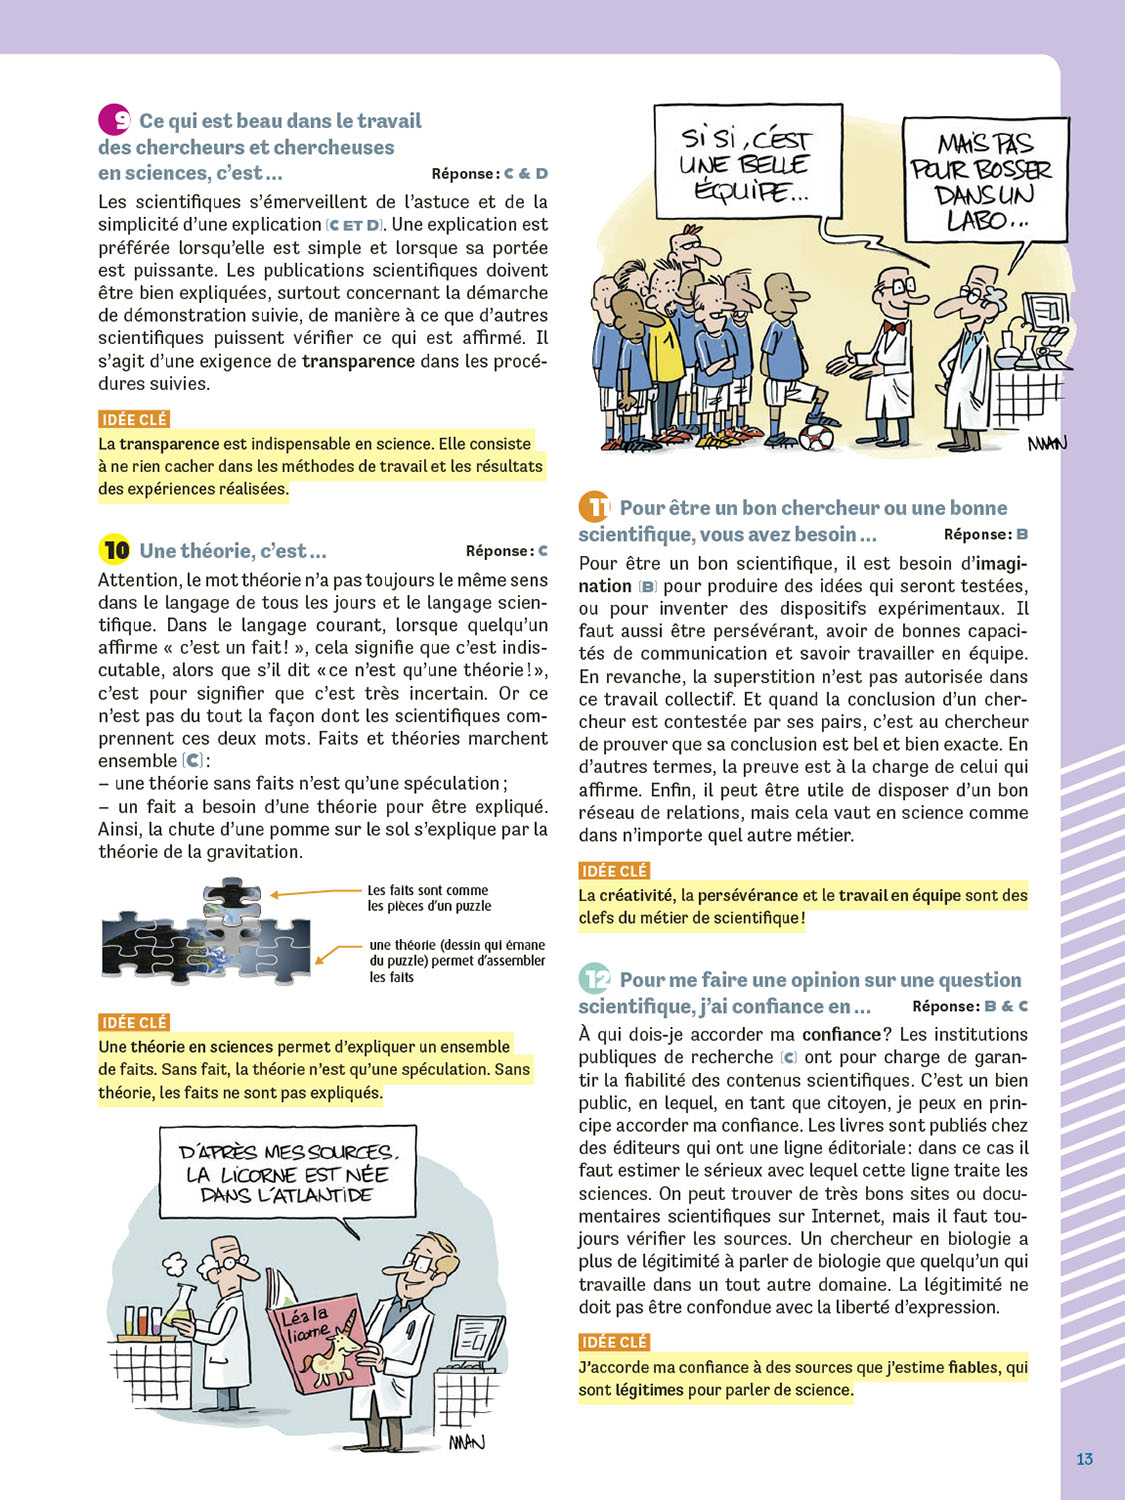 9 Ce qui est beau dans le travail
des chercheurs et chercheuses
en sciences, c’est ... Réponse : C & D
Les scientifiques s’émerveillent de l’astuce et de la
simplicité d’une explication (C ET D). Une explication est
préférée lorsqu’elle est simple et lorsque sa portée
est puissante. Les publications scientifiques doivent
être bien expliquées, surtout concernant la démarche
de démonstration suivie, de manière à ce que d’autres
scientifiques puissent vérifier ce qui est affirmé. Il
s’agit d’une exigence de transparence dans les procé-
dures suivies.
IDÉE CLÉ
La transparence est indispensable en science. Elle consiste
à ne rien cacher dans les méthodes de travail et les résultats
des expériences réalisées.
10 Une théorie, c’est ... Réponse : C
Attention, le mot théorie n’a pas toujours le même sens
dans le langage de tous les jours et le langage scien-
tifique. Dans le langage courant, lorsque quelqu’un
affirme « c’est un fait ! », cela signifie que c’est indis-
cutable, alors que s’il dit « ce n’est qu’une théorie ! »,
c’est pour signifier que c’est très incertain. Or ce
n’est pas du tout la façon dont les scientifiques com-
prennent ces deux mots. Faits et théories marchent
ensemble (C) :
– une théorie sans faits n’est qu’une spéculation ;
– un fait a besoin d’une théorie pour être expliqué.
Ainsi, la chute d’une pomme sur le sol s’explique par la
théorie de la gravitation.
Les faits sont comme
les pièces d’un puzzle
une théorie (dessin qui émane
du puzzle) permet d’assembler
les faits
IDÉE CLÉ
Une théorie en sciences permet d’expliquer un ensemble
de faits. Sans fait, la théorie n’est qu’une spéculation. Sans
théorie, les faits ne sont pas expliqués.
D’APRÈS MES SOURCES,
LA LICORNE EST NÉE
DANS L’ATLANTIDE
Léa la
licorne
MAN
SI SI, C’EST
UNE BELLE
ÉQUIPE...
MAIS PAS
POUR BOSSER
DANS UN
LABO...
1
MAN
11 Pour être un bon chercheur ou une bonne
scientifique, vous avez besoin ... Réponse : B
Pour être un bon scientifique, il est besoin d’imagi-
nation (B) pour produire des idées qui seront testées,
ou pour inventer des dispositifs expérimentaux. Il
faut aussi être persévérant, avoir de bonnes capaci-
tés de communication et savoir travailler en équipe.
En revanche, la superstition n’est pas autorisée dans
ce travail collectif. Et quand la conclusion d’un cher-
cheur est contestée par ses pairs, c’est au chercheur
de prouver que sa conclusion est bel et bien exacte. En
d’autres termes, la preuve est à la charge de celui qui
affirme. Enfin, il peut être utile de disposer d’un bon
réseau de relations, mais cela vaut en science comme
dans n’importe quel autre métier.
IDÉE CLÉ
La créativité, la persévérance et le travail en équipe sont des
clefs du métier de scientifique !
12 Pour me faire une opinion sur une question
scientifique, j’ai confiance en ... Réponse : B & C
À qui dois-je accorder ma confiance ? Les institutions
publiques de recherche (C) ont pour charge de garan-
tir la fiabilité des contenus scientifiques. C’est un bien
public, en lequel, en tant que citoyen, je peux en prin-
cipe accorder ma confiance. Les livres sont publiés chez
des éditeurs qui ont une ligne éditoriale : dans ce cas il
faut estimer le sérieux avec lequel cette ligne traite les
sciences. On peut trouver de très bons sites ou docu-
mentaires scientifiques sur Internet, mais il faut tou-
jours vérifier les sources. Un chercheur en biologie a
plus de légitimité à parler de biologie que quelqu’un qui
travaille dans un tout autre domaine. La légitimité ne
doit pas être confondue avec la liberté d’expression.
IDÉE CLÉ
J’accorde ma confiance à des sources que j’estime fiables, qui
sont légitimes pour parler de science.
13